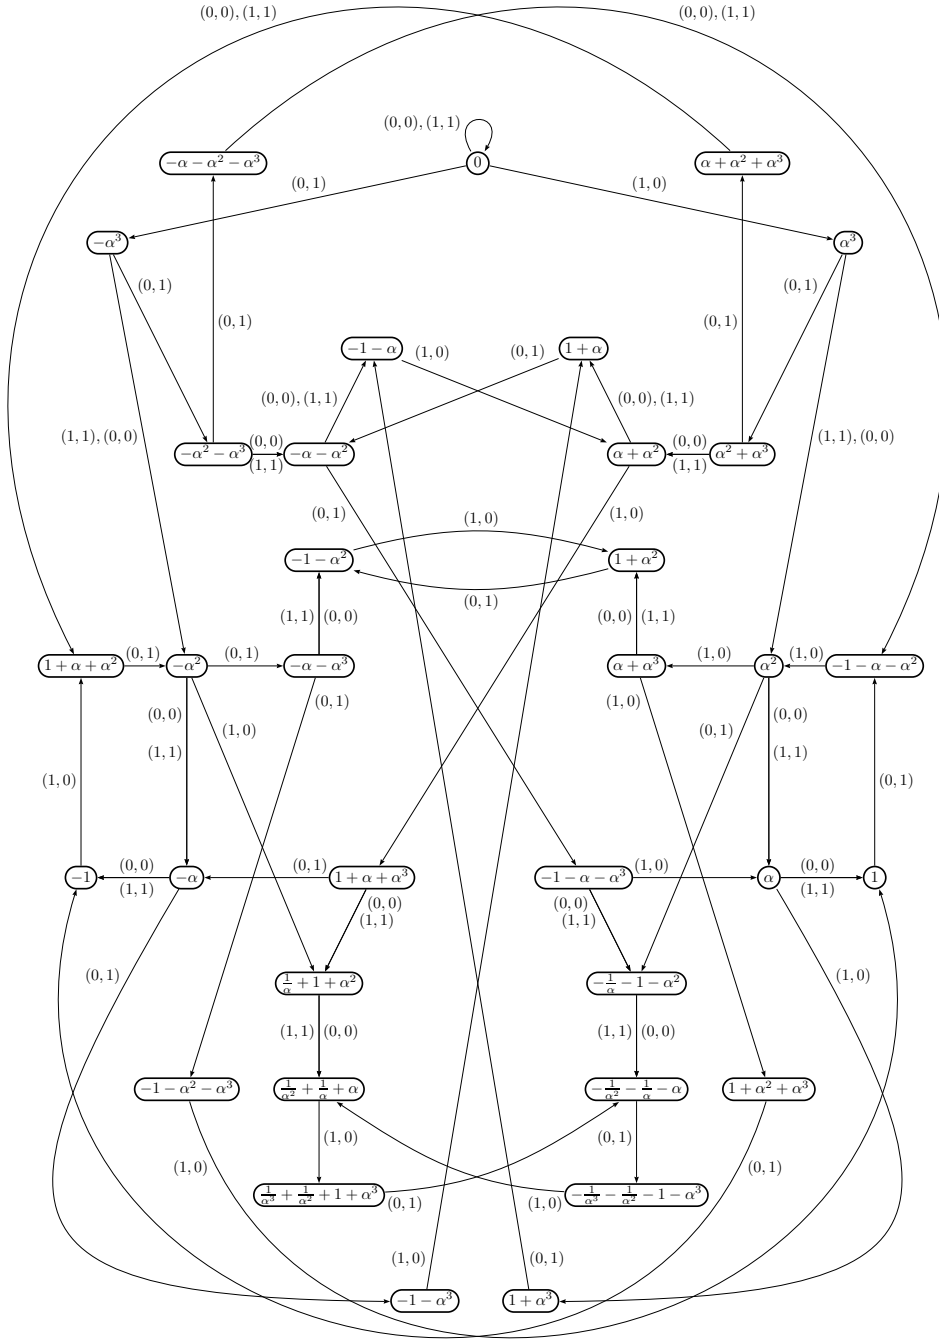 (0, 0), (1, 1) (0, 0), (1, 1)
(0, 0), (1, 1)
−α − α² − α³ 0 α + α² + α³
(0, 1) (1, 0)
−α³ α³
(0, 1) (0, 1)
(0, 1) (0, 1)
−1 − α (1, 0) (0, 1) 1 + α
(0, 0), (1, 1) (0, 0), (1, 1)
(1, 1), (0, 0) (0, 0) (0, 0) (1, 1), (0, 0)
−α² − α³ −α − α² α + α² α² + α³
(1, 1) (1, 1)
(0, 1) (1, 0)
(1, 0)
−1 − α² 1 + α²
(0, 1)
(1, 1) (0, 0) (0, 0) (1, 1)
(0, 1) (0, 1) (1, 0) (1, 0)
1 + α + α² −α² −α − α³ α + α³ α² −1 − α − α²
(0, 1) (1, 0)
(0, 0) (0, 0)
(1, 0) (0, 1)
(1, 1) (1, 1)
(1, 0) (0, 1)
(0, 0) (0, 1) (1, 0) (0, 0)
−1 −α 1 + α + α³ −1 − α − α³ α 1
(1, 1) (1, 1)
(0, 0) (0, 0)
(1, 1) (1, 1)
(0, 1) (1, 0)
1/α + 1 + α² −1/α − 1 − α²
(1, 1) (0, 0) (1, 1) (0, 0)
−1 − α² − α³ 1/α² + 1/α + α −1/α² − 1/α − α 1 + α² + α³
(1, 0) (0, 1)
(1, 0) (0, 1)
1/α³ + 1/α² + 1 + α³ −1/α³ − 1/α² − 1 − α³
(0, 1) (1, 0)
(1, 0) (0, 1)
−1 − α³ 1 + α³